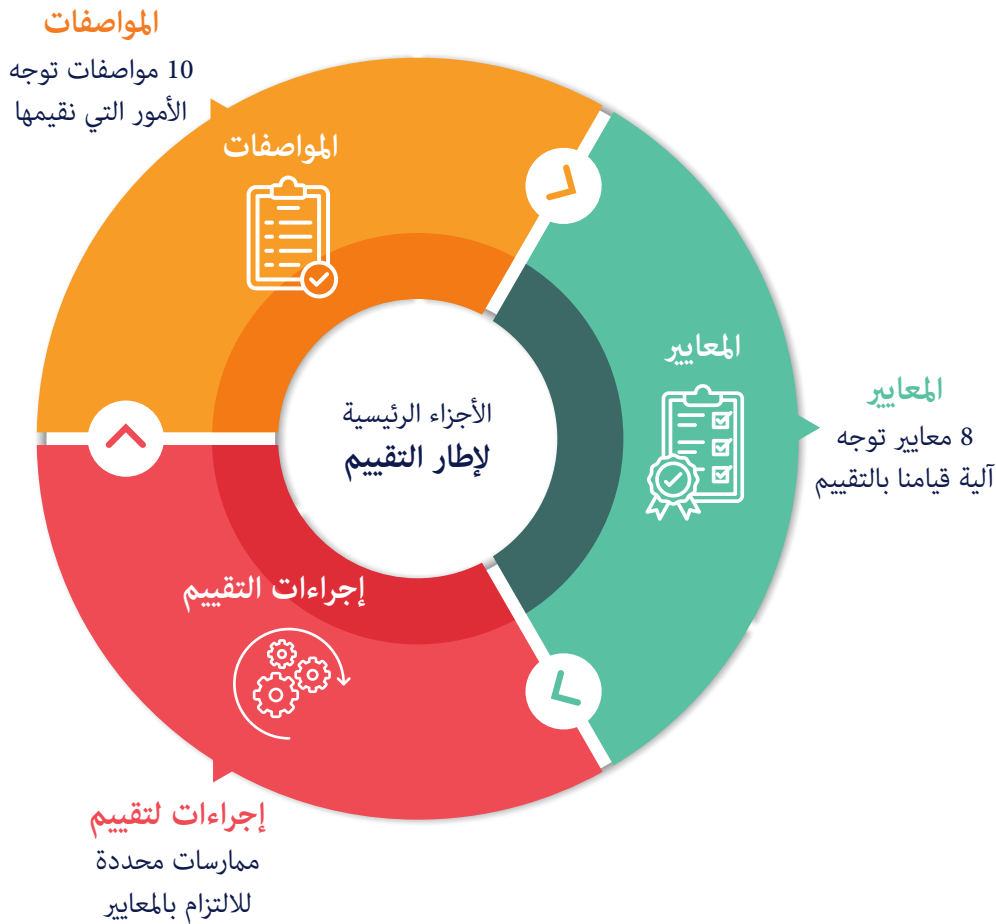 المواصفات
10 مواصفات توجه
الأمور التي نقيمها
المواصفات
المعايير
المعايير
8 معايير توجه
آلية قيامنا بالتقييم
الأجزاء الرئيسية
لإطار التقييم
إجراءات التقييم
إجراءات لتقييم
ممارسات محددة
للالتزام بالمعايير